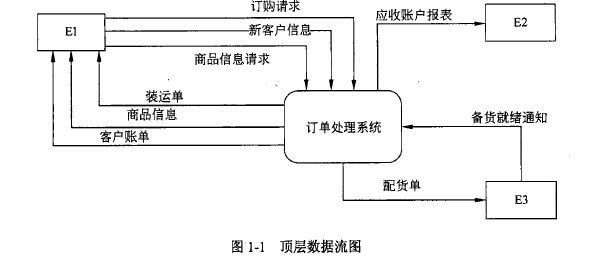 订购请求
新客户信息
商品信息请求
E1
应收账户报表
E2
装运单
商品信息
客户账单
订单处理系统
备货就绪通知
配货单
E3
图1-1 顶层数据流图